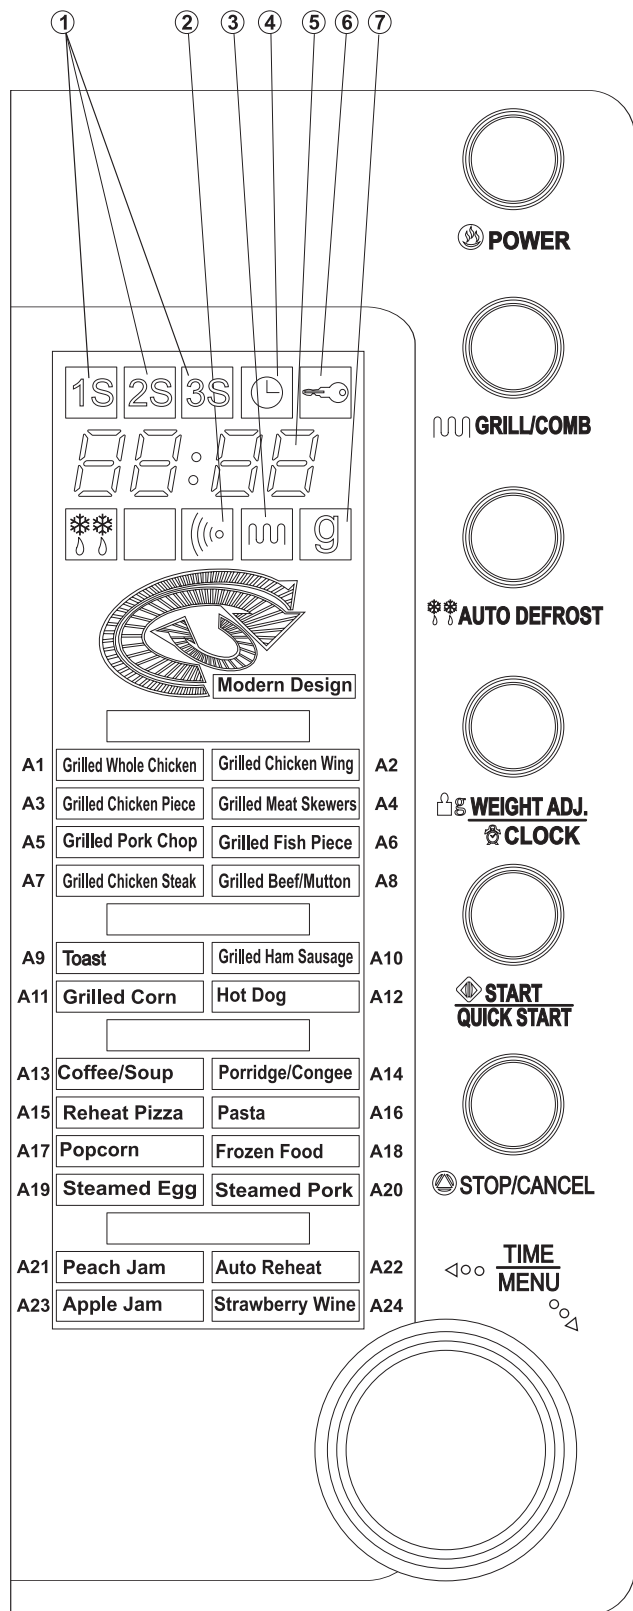 ① ② ③ ④ ⑤ ⑥ ⑦
POWER
1S 2S 3S
GRILL/COMB
88:88
g
AUTO DEFROST
Modern Design
A1 Grilled Whole Chicken Grilled Chicken Wing A2
A3 Grilled Chicken Piece Grilled Meat Skewers A4
A5 Grilled Pork Chop Grilled Fish Piece A6
A7 Grilled Chicken Steak Grilled Beef/Mutton A8
g WEIGHT ADJ.
CLOCK
A9 Toast Grilled Ham Sausage A10
A11 Grilled Corn Hot Dog A12
START
QUICK START
A13 Coffee/Soup Porridge/Congee A14
A15 Reheat Pizza Pasta A16
A17 Popcorn Frozen Food A18
A19 Steamed Egg Steamed Pork A20
STOP/CANCEL
A21 Peach Jam Auto Reheat A22
A23 Apple Jam Strawberry Wine A24
TIME
MENU